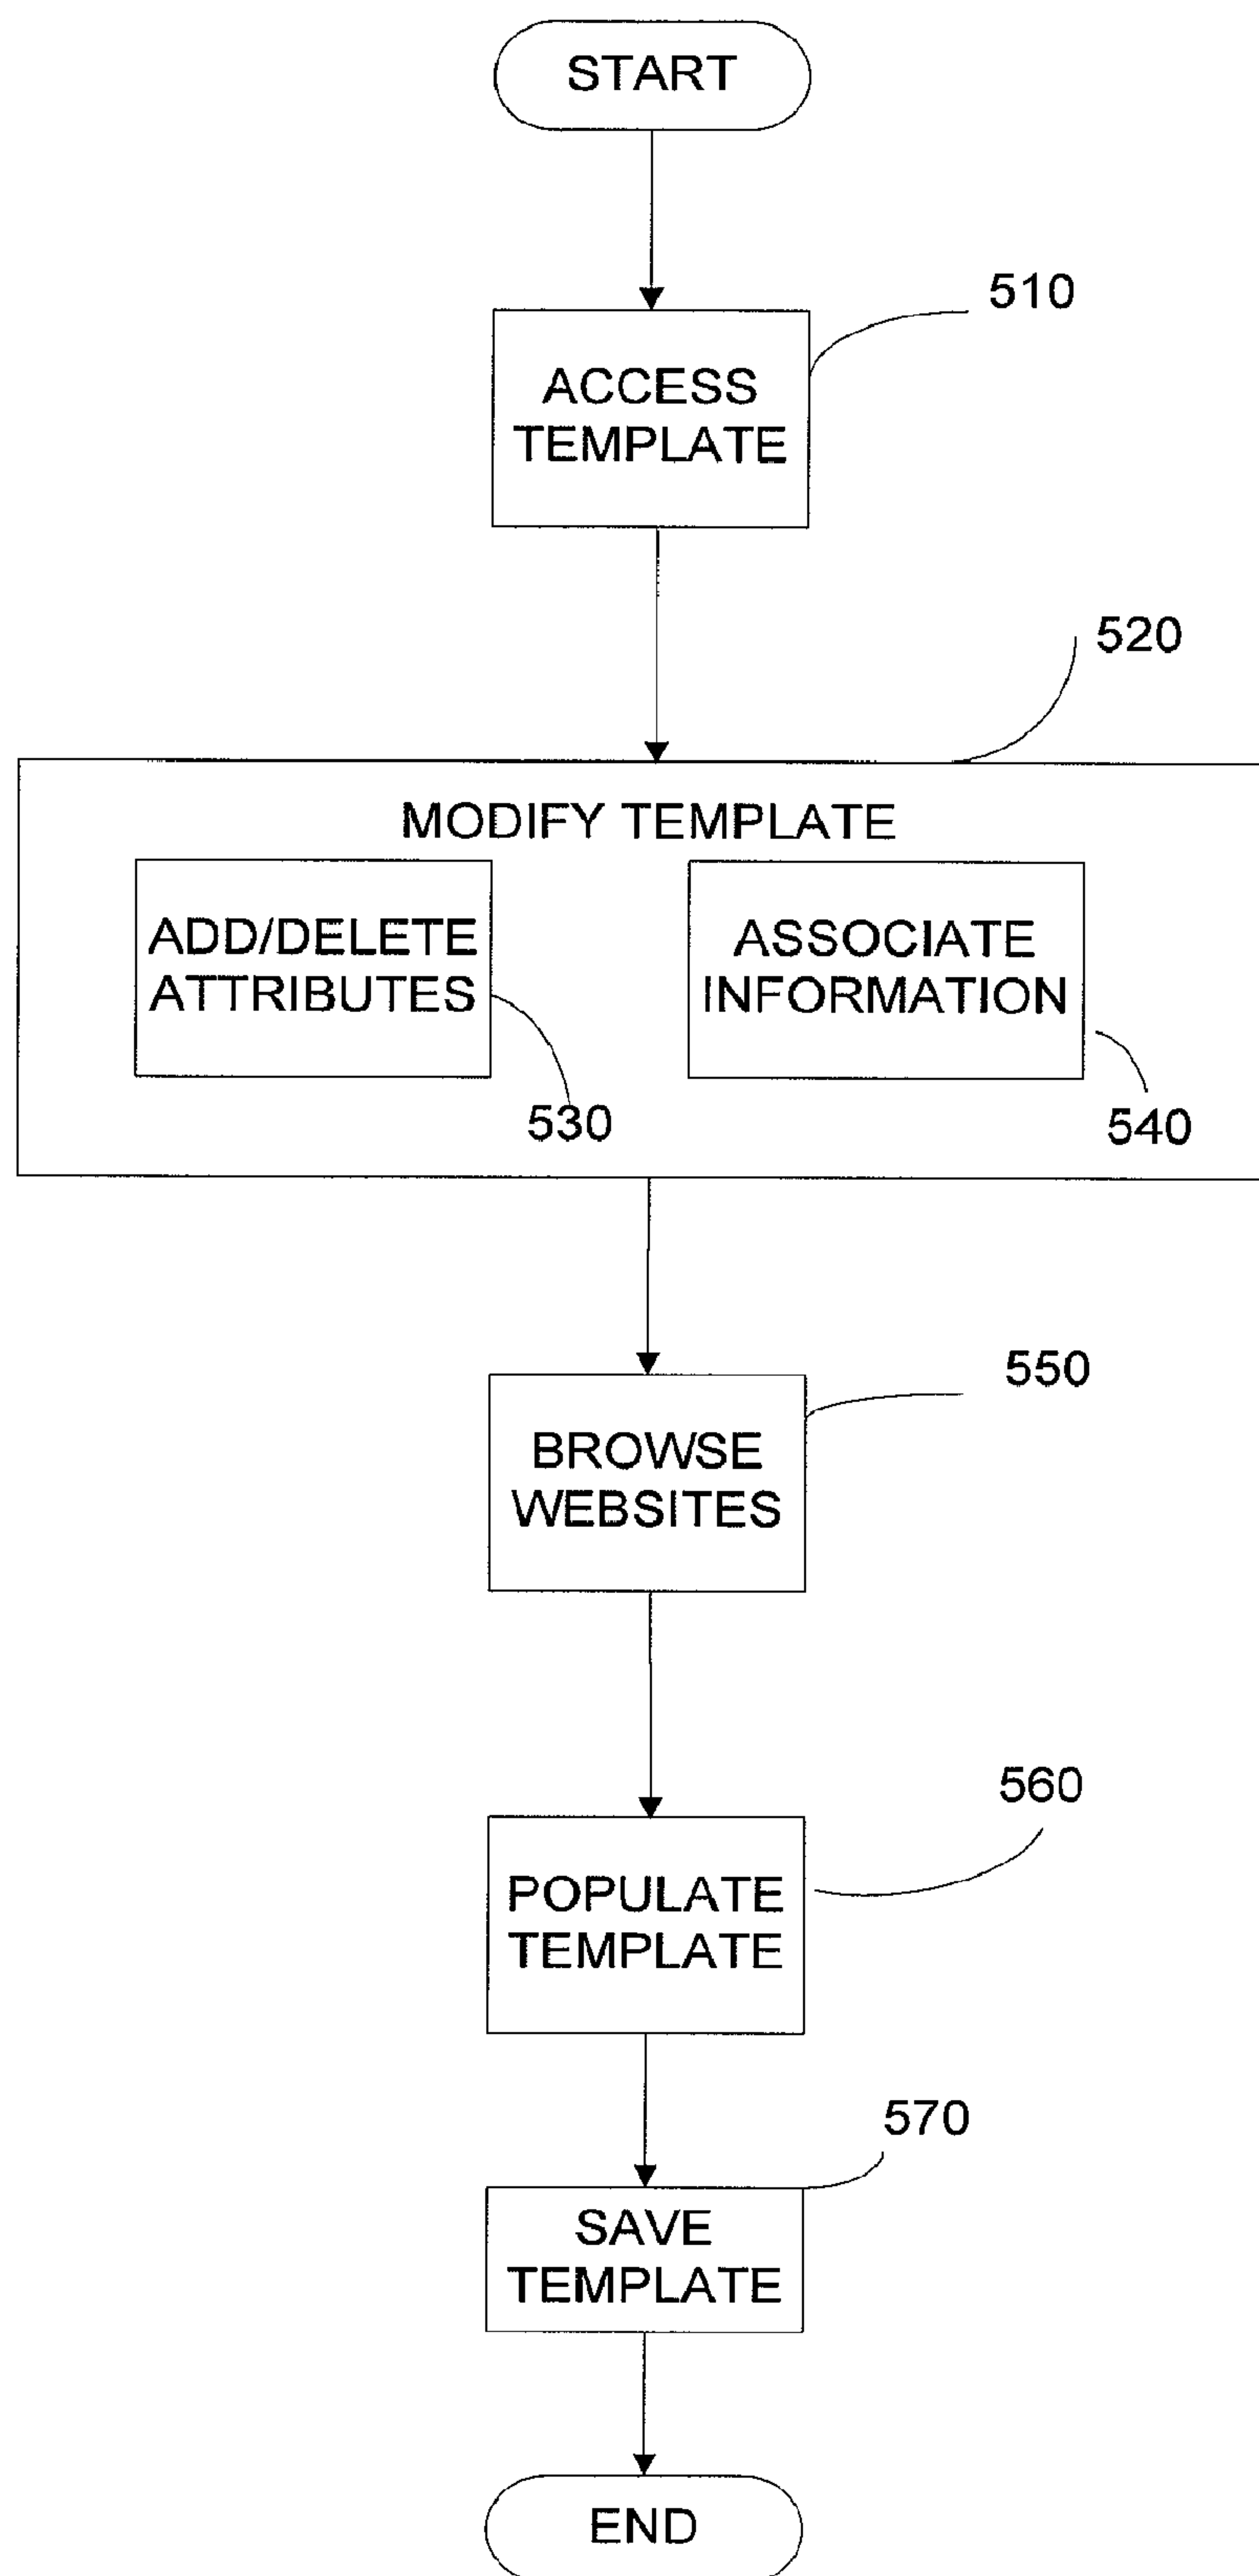 START
510
ACCESS
TEMPLATE
520
MODIFY TEMPLATE
ADD/DELETE
ATTRIBUTES
530
ASSOCIATE
INFORMATION
540
550
BROWSE
WEBSITES
560
POPULATE
TEMPLATE
570
SAVE
TEMPLATE
END